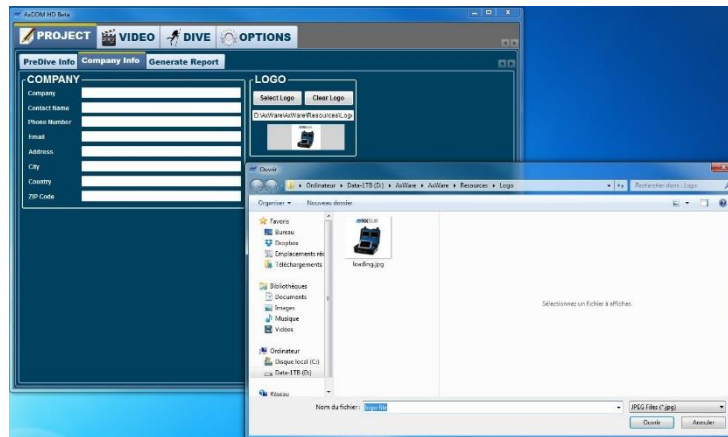 AxDDM HD Beta
PROJECT VIDEO DIVE OPTIONS
PreDive Info Company Info Generate Report
COMPANY
Company
Contact Name
Phone Number
Email
Address
City
Country
ZIP Code
LOGO
Select Logo Clear Logo
D:\AxWare\AxWare\Resources\Log
Ouvrir
Ordinateur Data-1TB (D:) AxWare AxWare Resources Logo
Rechercher dans : Logo
Organiser Nouveau dossier
Favoris
Bureau
Dropbox
Emplacements réc
Téléchargements
Bibliothèques
Documents
Images
Musique
Vidéos
Ordinateur
Disque local (C:)
Data-1TB (D:)
Réseau
loading.jpg
Sélectionnez un fichier à afficher.
Nom du fichier : logo file
JPEG Files (*.jpg)
Ouvrir Annuler